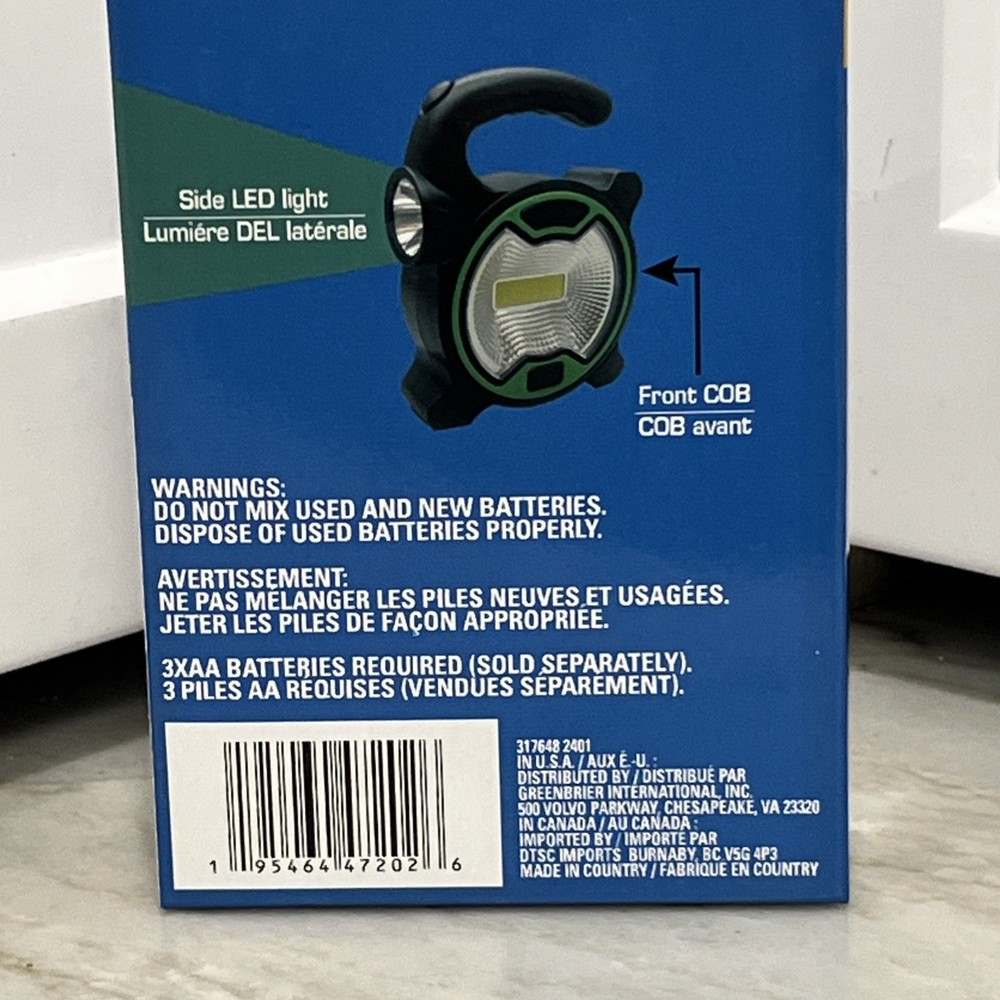 Side LED light
Lumiére DEL latérale
Front COB
COB avant
WARNINGS:
DO NOT MIX USED AND NEW BATTERIES.
DISPOSE OF USED BATTERIES PROPERLY.
AVERTISSEMENT:
NE PAS MÉLANGER LES PILES NEUVES ET USAGÉES.
JETER LES PILES DE FAÇON APPROPRIÉE.
3XAA BATTERIES REQUIRED (SOLD SEPARATELY).
3 PILES AA REQUISES (VENDUES SÉPARÉMENT).
1 95464 47202 6
317648 2401
IN U.S.A. / AUX É.-U. :
DISTRIBUTED BY / DISTRIBUÉ PAR
GREENBRIER INTERNATIONAL, INC.
500 VOLVO PARKWAY, CHESAPEAKE, VA 23320
IN CANADA / AU CANADA :
IMPORTED BY / IMPORTÉ PAR
DTSC IMPORTS BURNABY, BC V5G 4P3
MADE IN COUNTRY / FABRIQUÉ EN COUNTRY